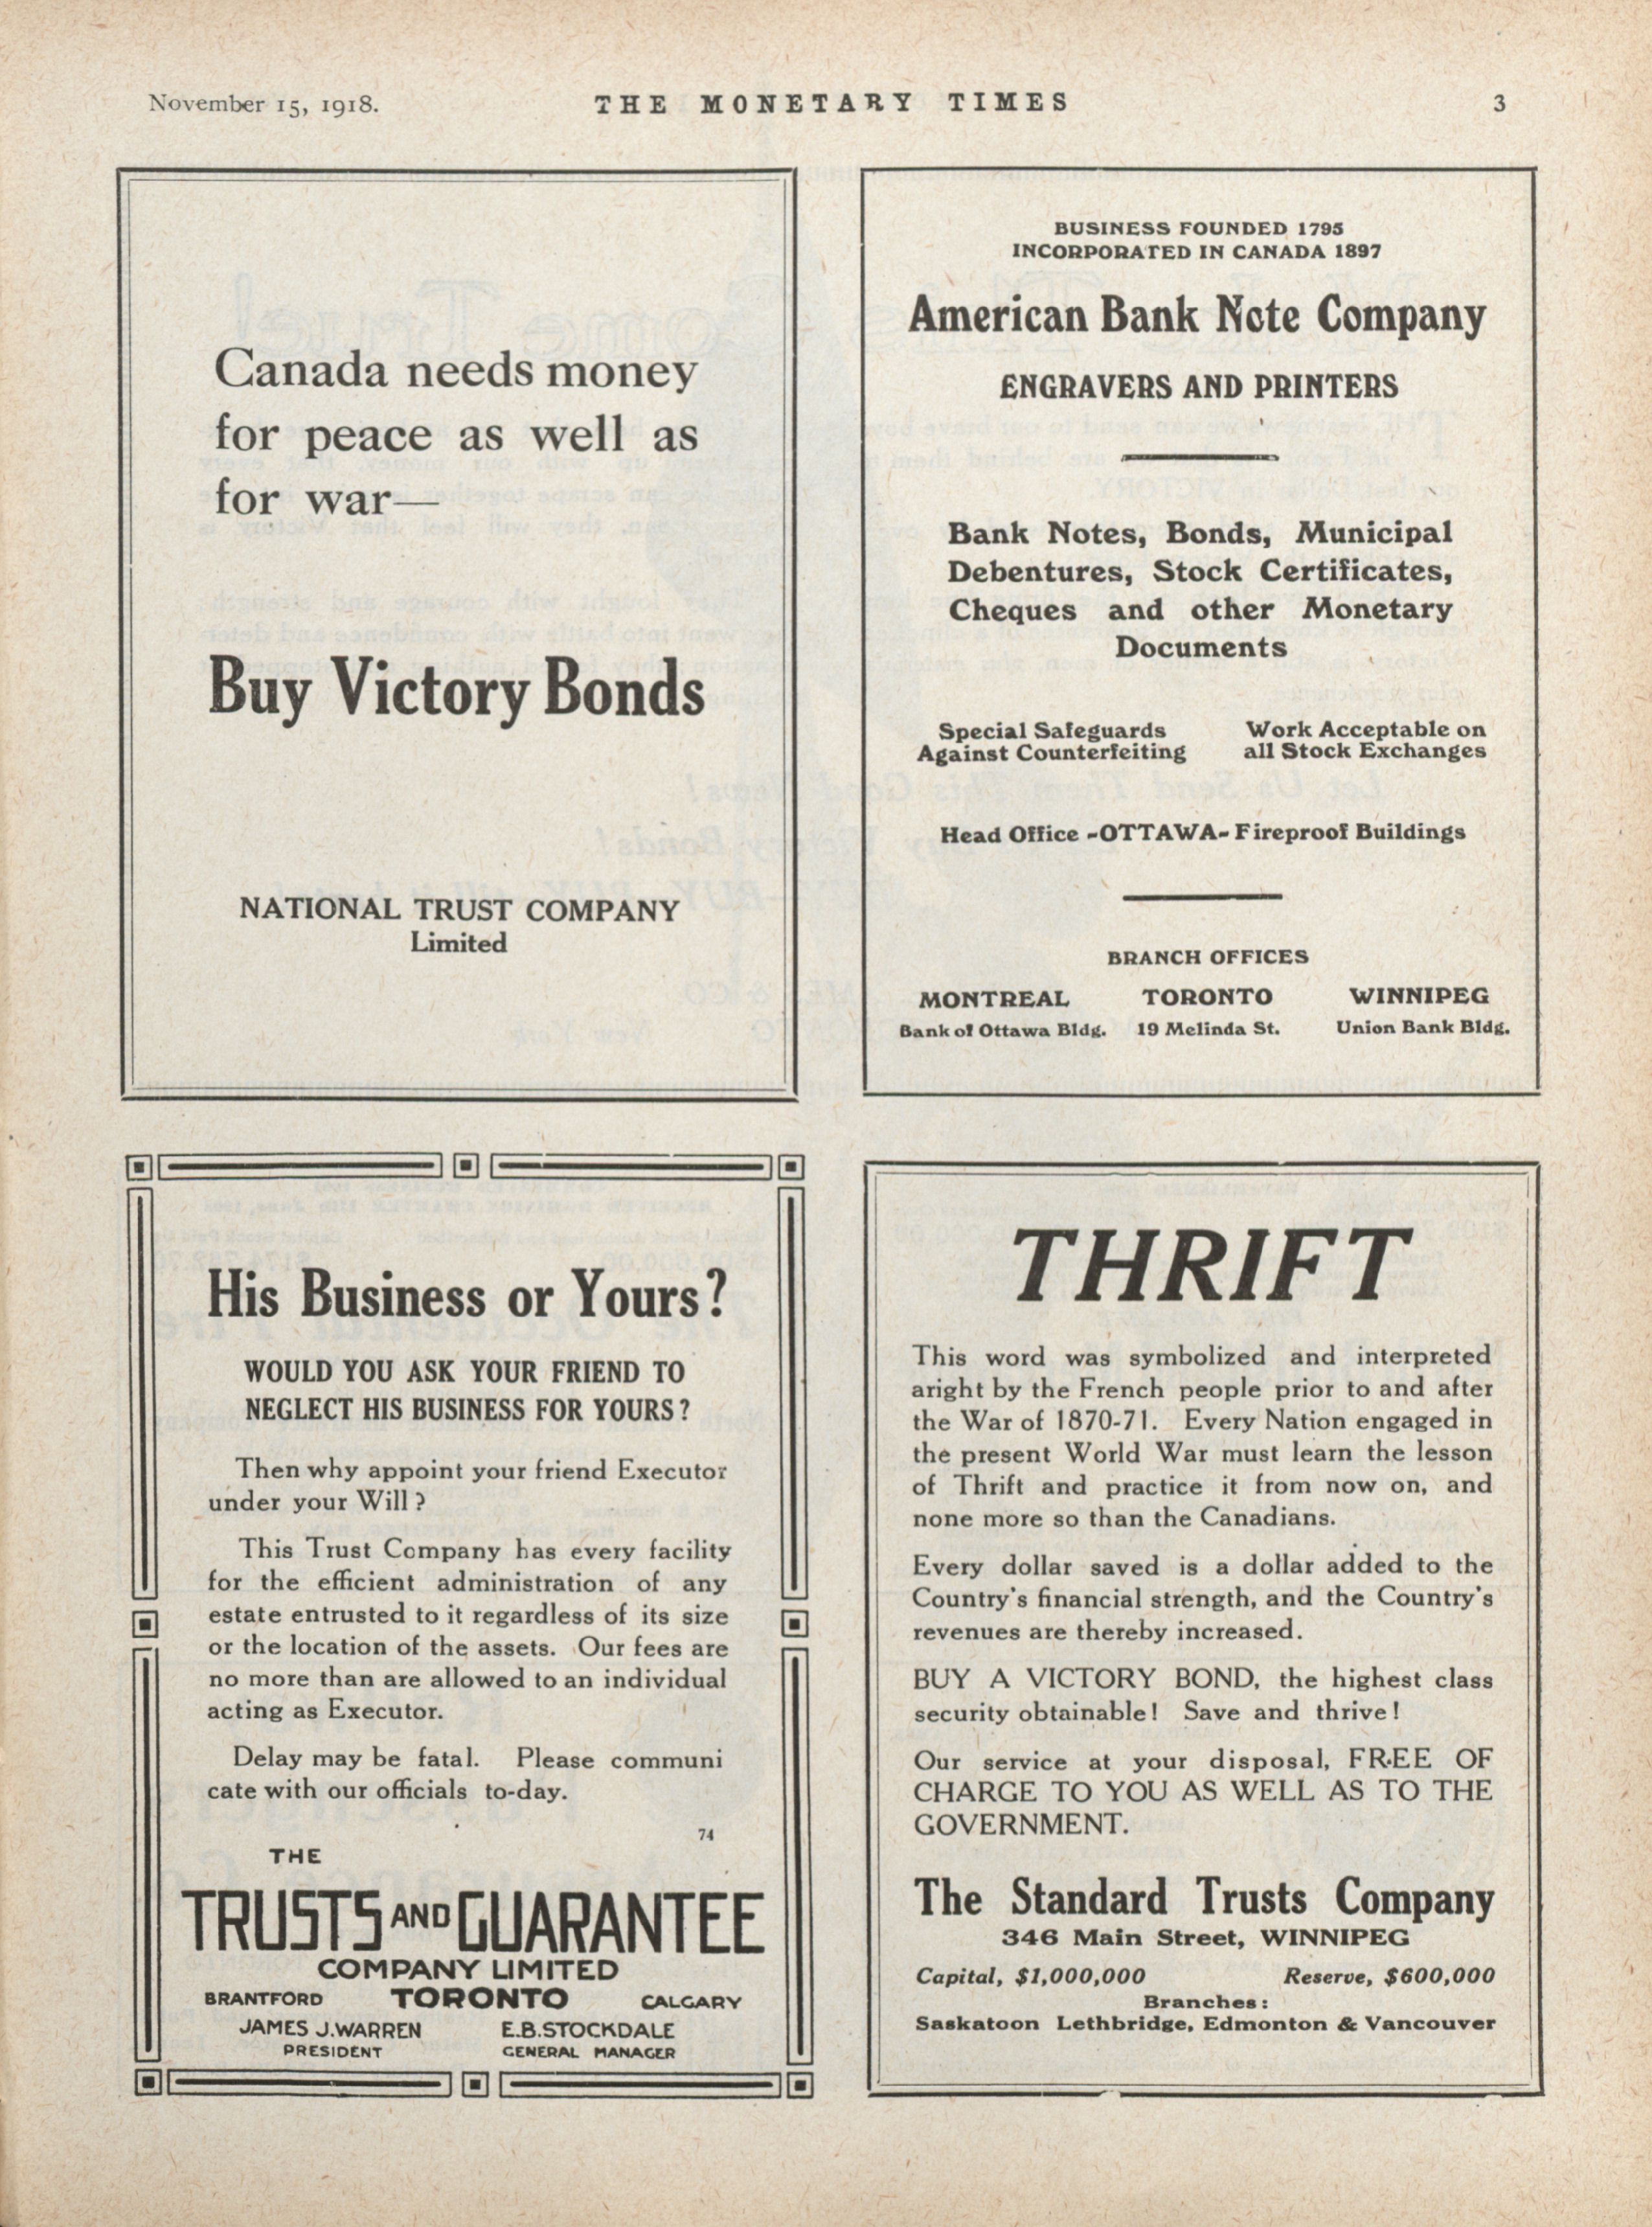 November 15, 1918.
THE MONETARY TIMES
3
Canada needs money
for peace as well as
for war—
Buy Victory Bonds
NATIONAL TRUST COMPANY
Limited
BUSINESS FOUNDED 1795
INCORPORATED IN CANADA 1897
American Bank Note Company
ENGRAVERS AND PRINTERS
Bank Notes, Bonds, Municipal
Debentures, Stock Certificates,
Cheques and other Monetary
Documents
Special Safeguards
Against Counterfeiting
Work Acceptable on
all Stock Exchanges
Head Office -OTTAWA- Fireproof Buildings
BRANCH OFFICES
MONTREAL
Bank of Ottawa Bldg.
TORONTO
19 Melinda St.
WINNIPEG
Union Bank Bldg.
His Business or Yours?
WOULD YOU ASK YOUR FRIEND TO
NEGLECT HIS BUSINESS FOR YOURS?
Then why appoint your friend Executor
under your Will?
This Trust Company has every facility
for the efficient administration of any
estate entrusted to it regardless of its size
or the location of the assets. Our fees are
no more than are allowed to an individual
acting as Executor.
Delay may be fatal. Please communi
cate with our officials to-day.
74
THE
TRUSTS AND GUARANTEE
COMPANY LIMITED
BRANTFORD TORONTO CALGARY
JAMES J. WARREN
PRESIDENT
E.B. STOCKDALE
GENERAL MANAGER
THRIFT
This word was symbolized and interpreted
aright by the French people prior to and after
the War of 1870-71. Every Nation engaged in
the present World War must learn the lesson
of Thrift and practice it from now on, and
none more so than the Canadians.
Every dollar saved is a dollar added to the
Country's financial strength, and the Country's
revenues are thereby increased.
BUY A VICTORY BOND, the highest class
security obtainable! Save and thrive!
Our service at your disposal, FREE OF
CHARGE TO YOU AS WELL AS TO THE
GOVERNMENT.
The Standard Trusts Company
346 Main Street, WINNIPEG
Capital, $1,000,000 Reserve, $600,000
Branches:
Saskatoon Lethbridge, Edmonton & Vancouver